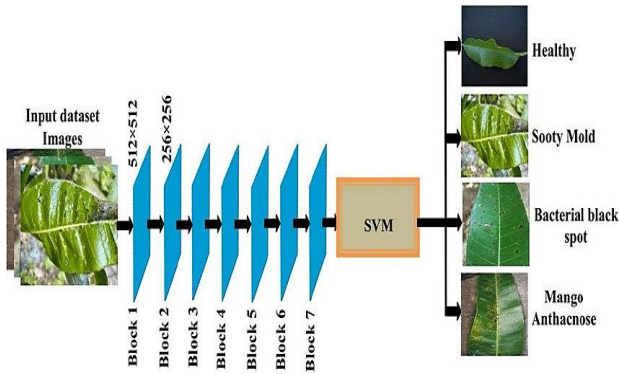 Input dataset
Images
512×512
256×256
Block 1
Block 2
Block 3
Block 4
Block 5
Block 6
Block 7
SVM
Healthy
Sooty Mold
Bacterial black
spot
Mango
Anthacnose